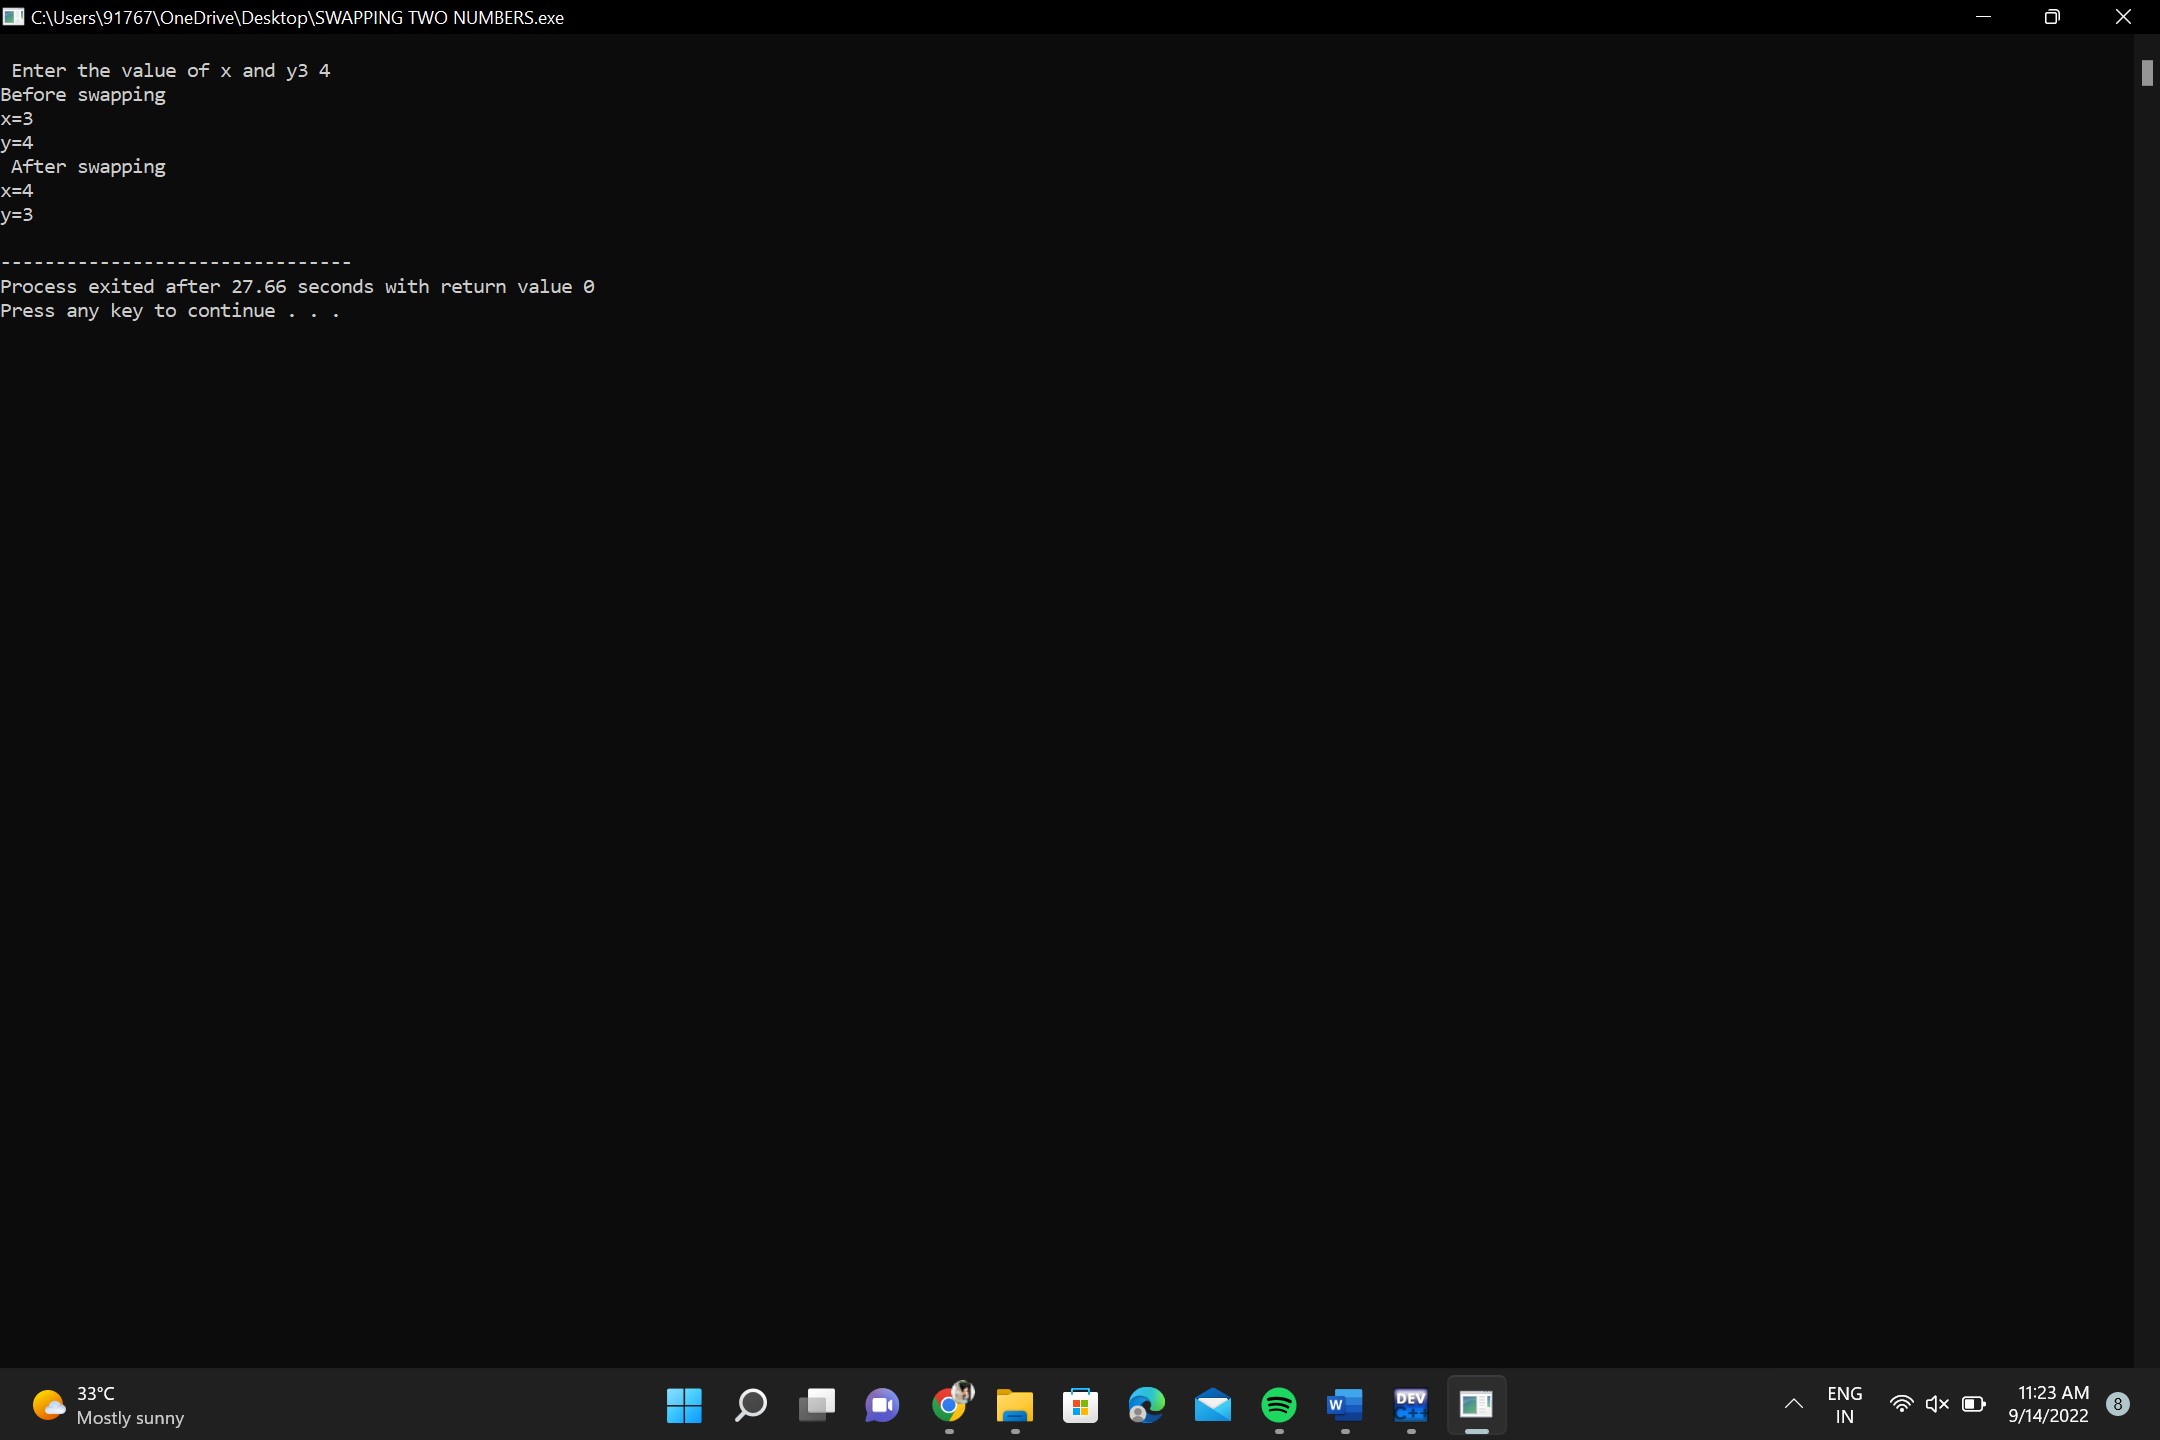 C:\Users\91767\OneDrive\Desktop\SWAPPING TWO NUMBERS.exe
Enter the value of x and y3 4
Before swapping
x=3
y=4
After swapping
x=4
y=3
--------------------------------
Process exited after 27.66 seconds with return value 0
Press any key to continue . . .
33°C
Mostly sunny
W
DEV
C++
ENG
IN
11:23 AM
9/14/2022
8